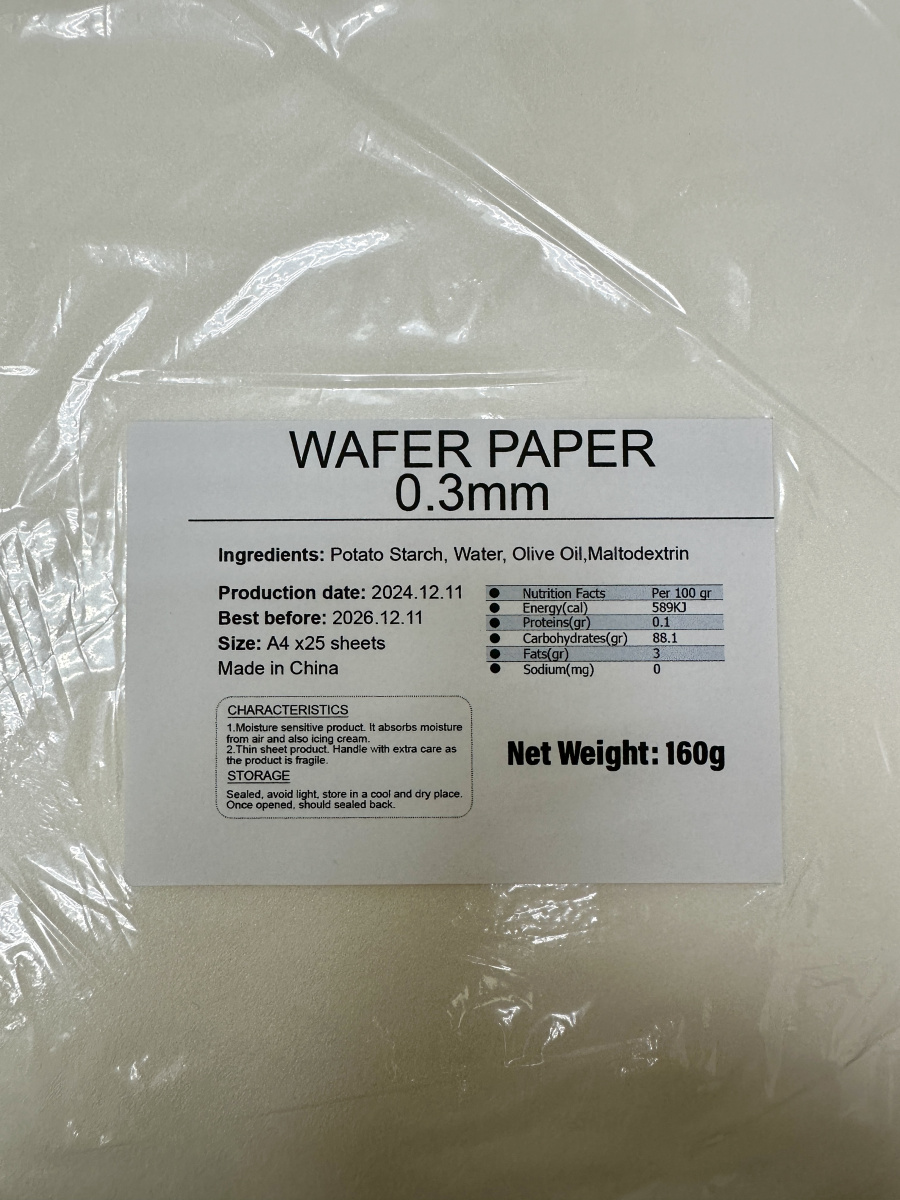 WAFER PAPER
0.3mm
Ingredients: Potato Starch, Water, Olive Oil,Maltodextrin
Production date: 2024.12.11
Best before: 2026.12.11
Size: A4 x25 sheets
Made in China
Nutrition Facts Per 100 gr
Energy(cal) 589KJ
Proteins(gr) 0.1
Carbohydrates(gr) 88.1
Fats(gr) 3
Sodium(mg) 0
CHARACTERISTICS
1.Moisture sensitive product. It absorbs moisture
from air and also icing cream.
2.Thin sheet product. Handle with extra care as
the product is fragile.
STORAGE
Sealed, avoid light, store in a cool and dry place.
Once opened, should sealed back.
Net Weight: 160g